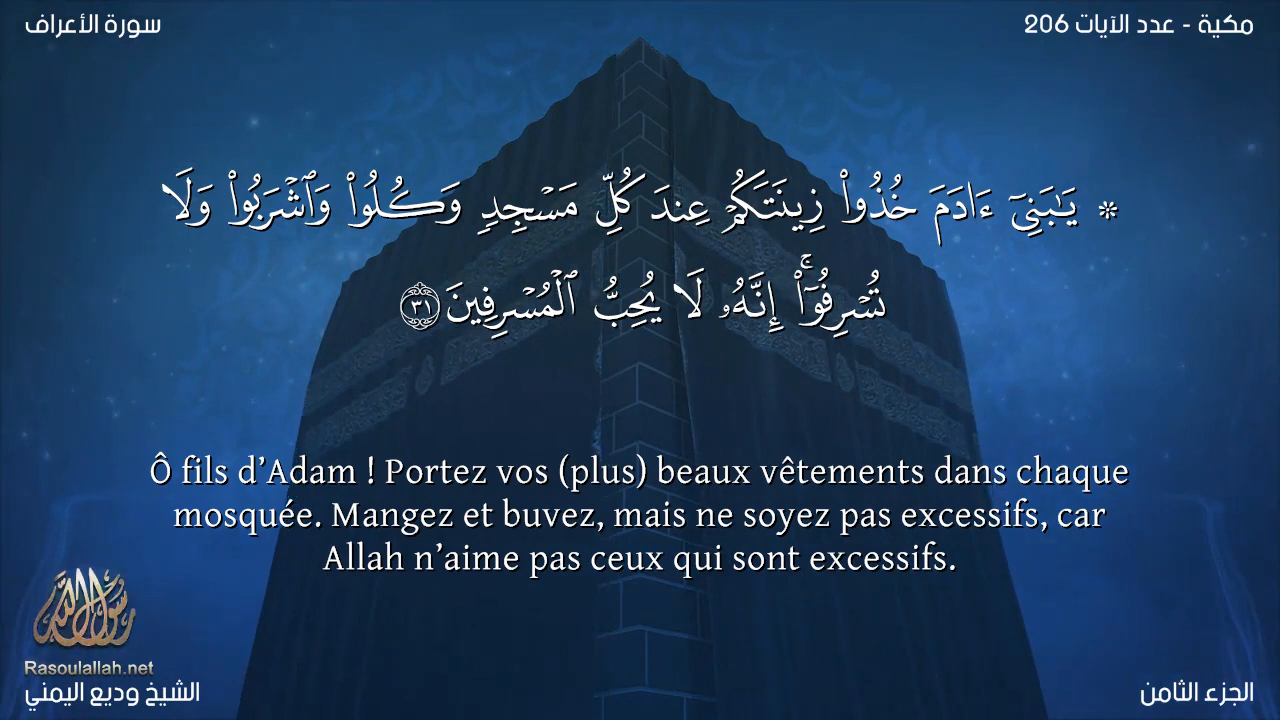 سورة الأعراف
مكية - عدد الآيات 206
* يَٰبَنِيٓ ءَادَمَ خُذُواْ زِينَتَكُمۡ عِندَ كُلِّ مَسۡجِدٖ وَكُلُواْ وَٱشۡرَبُواْ وَلَا
تُسۡرِفُوٓاْۚ إِنَّهُۥ لَا يُحِبُّ ٱلۡمُسۡرِفِينَ ٣١
Ô fils d’Adam ! Portez vos (plus) beaux vêtements dans chaque
mosquée. Mangez et buvez, mais ne soyez pas excessifs, car
Allah n’aime pas ceux qui sont excessifs.
رسول الله
Rasoulallah.net
الشيخ وديع اليمني
الجزء الثامن